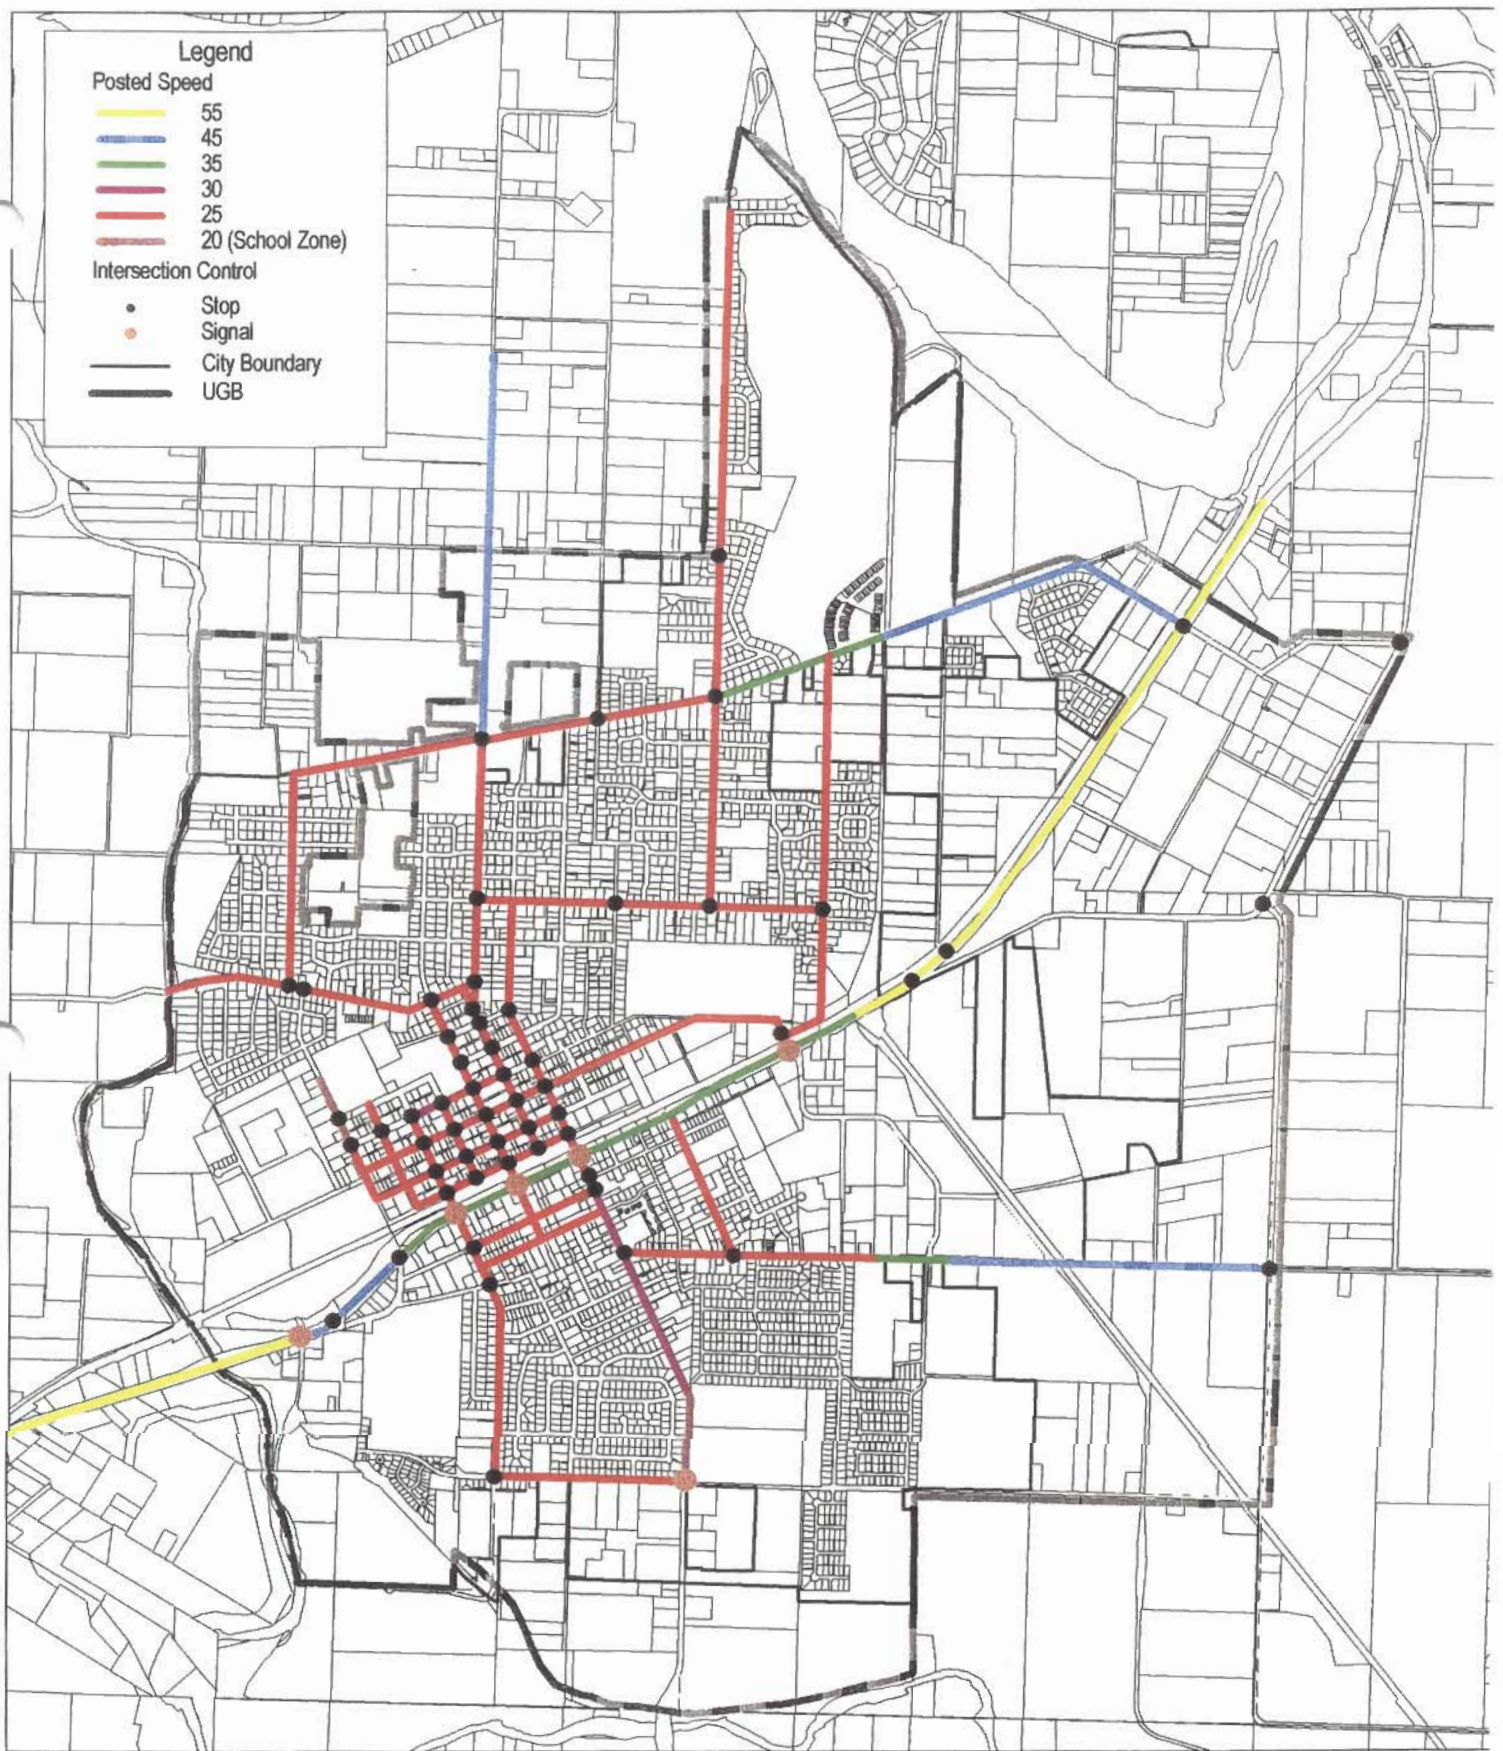 Legend
Posted Speed
55
45
35
30
25
20 (School Zone)
Intersection Control
Stop
Signal
City Boundary
UGB